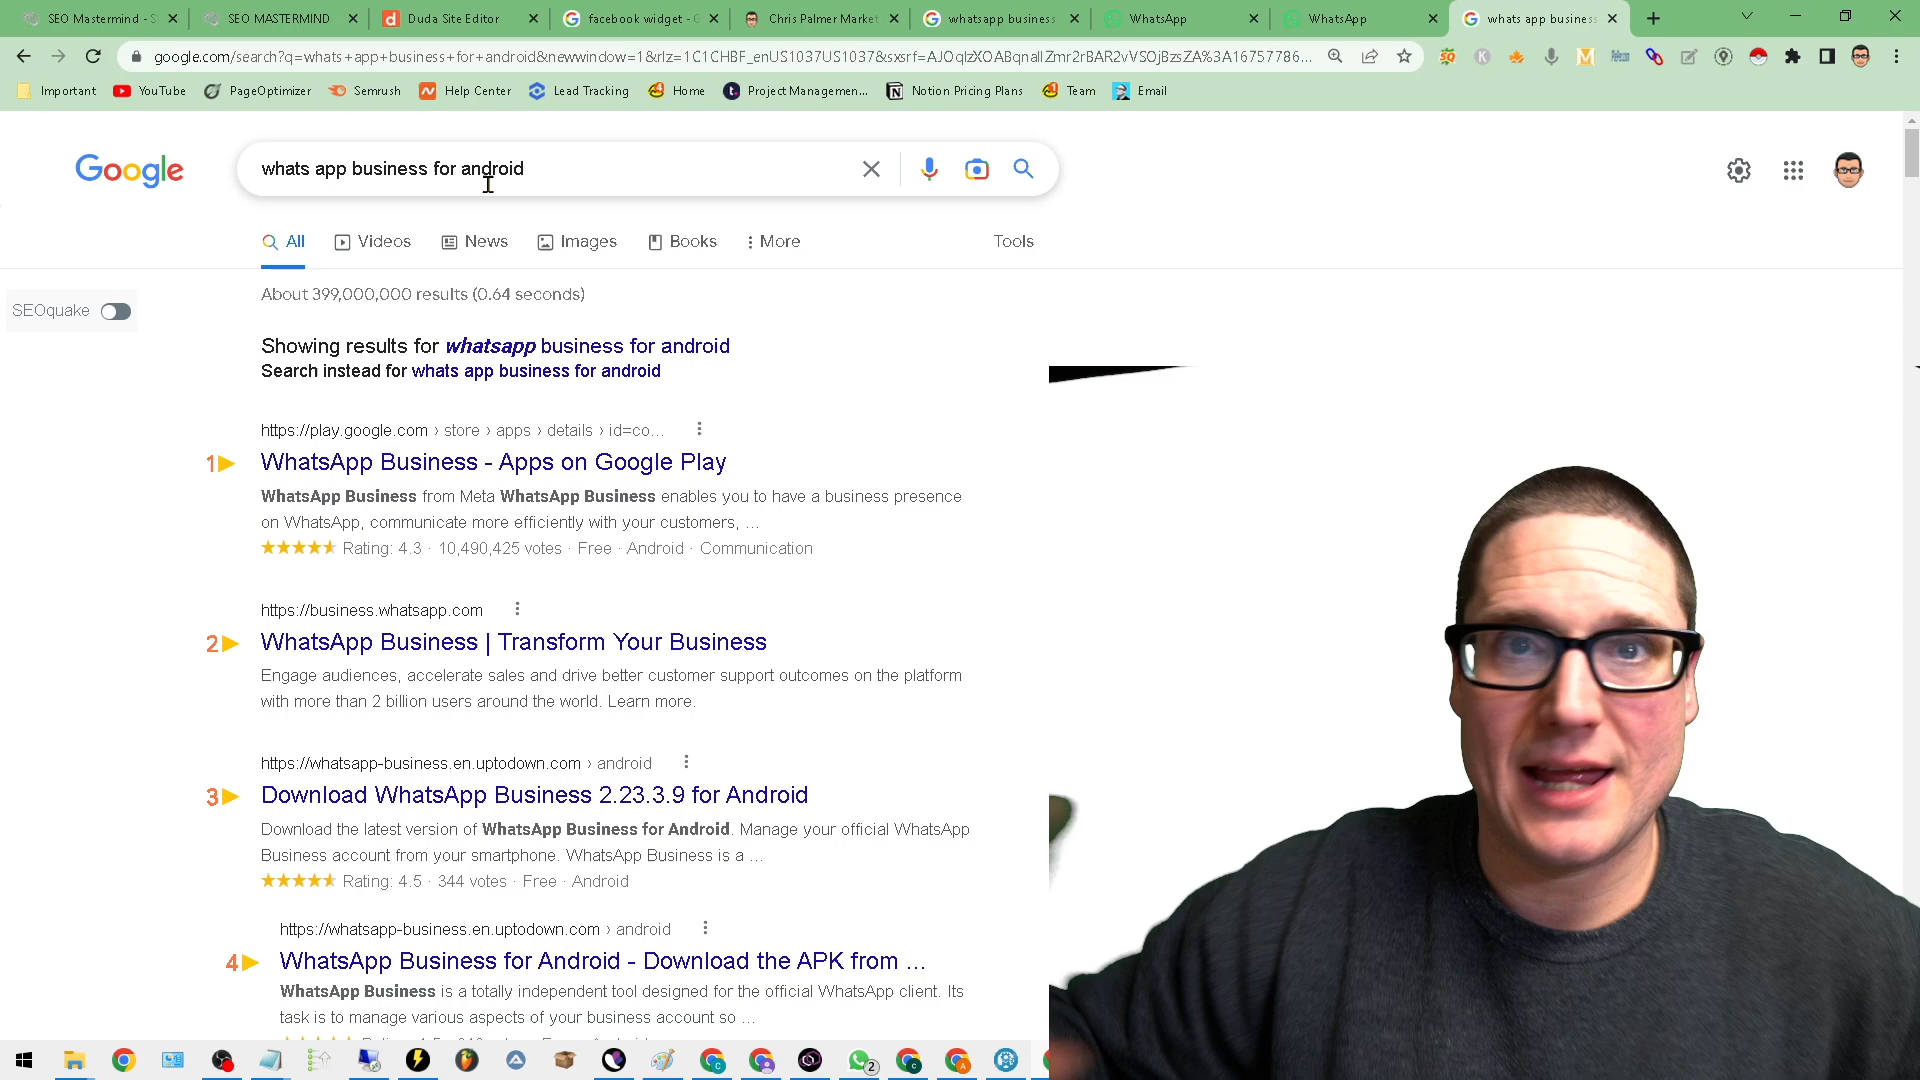 SEO Mastermind - S
SEO MASTERMIND
Duda Site Editor
facebook widget - G
Chris Palmer Market
whatsapp business
WhatsApp
WhatsApp
whats app business
google.com/search?q=whats+app+business+for+android&newwindow=1&rlz=1C1CHBF_enUS1037US1037&sxsrf=AJOqlzXOABqnalIZmr2rBAR2vVSOjBzsZA%3A16757786...
Important
YouTube
PageOptimizer
Semrush
Help Center
Lead Tracking
Home
Project Managemen...
Notion Pricing Plans
Team
Email
Google
whats app business for android
All
Videos
News
Images
Books
More
Tools
About 399,000,000 results (0.64 seconds)
SEOquake
Showing results for whatsapp business for android
Search instead for whats app business for android
https://play.google.com › store › apps › details › id=co...
1
WhatsApp Business - Apps on Google Play
WhatsApp Business from Meta WhatsApp Business enables you to have a business presence
on WhatsApp, communicate more efficiently with your customers, ...
Rating: 4.3 · 10,490,425 votes · Free · Android · Communication
https://business.whatsapp.com
2
WhatsApp Business | Transform Your Business
Engage audiences, accelerate sales and drive better customer support outcomes on the platform
with more than 2 billion users around the world. Learn more.
https://whatsapp-business.en.uptodown.com › android
3
Download WhatsApp Business 2.23.3.9 for Android
Download the latest version of WhatsApp Business for Android. Manage your official WhatsApp
Business account from your smartphone. WhatsApp Business is a ...
Rating: 4.5 · 344 votes · Free · Android
https://whatsapp-business.en.uptodown.com › android
4
WhatsApp Business for Android - Download the APK from ...
WhatsApp Business is a totally independent tool designed for the official WhatsApp client. Its
task is to manage various aspects of your business account so ...
2